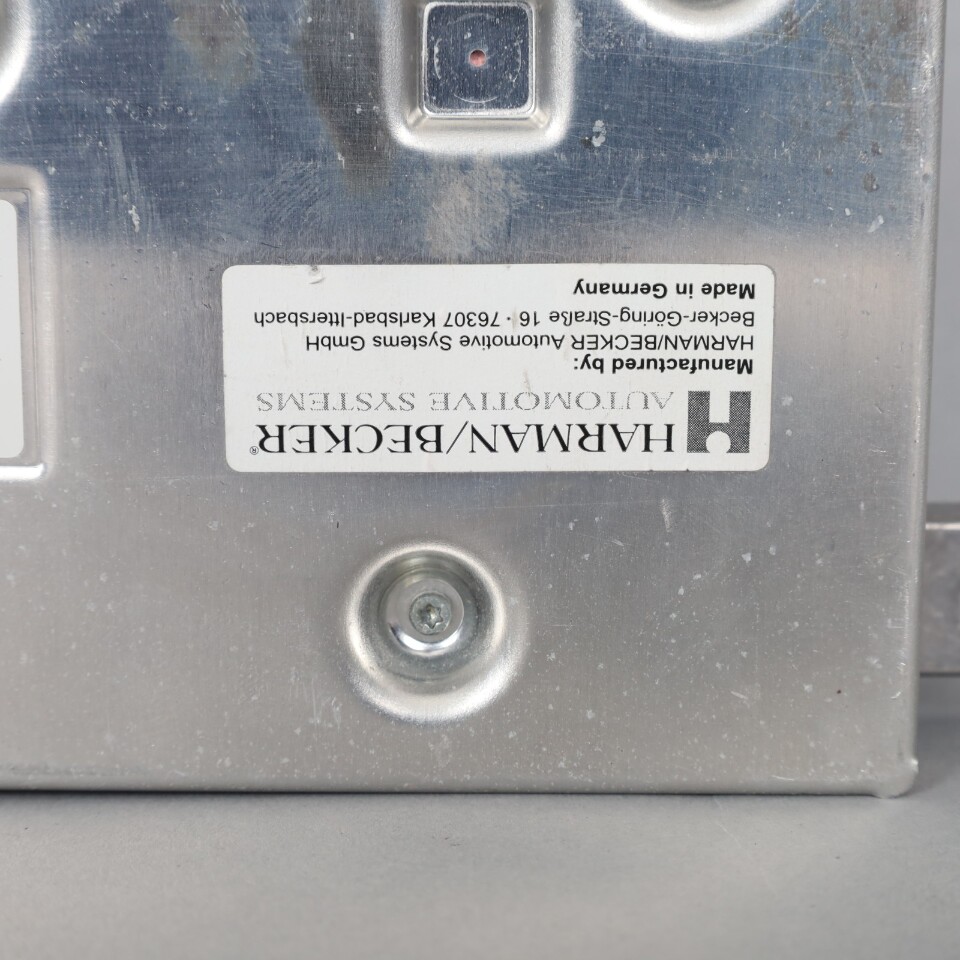 HARMAN/BECKER®
AUTOMOTIVE SYSTEMS
Manufactured by:
HARMAN/BECKER Automotive Systems GmbH
Becker-Göring-Straße 16 · 76307 Karlsbad-Ittersbach
Made in Germany